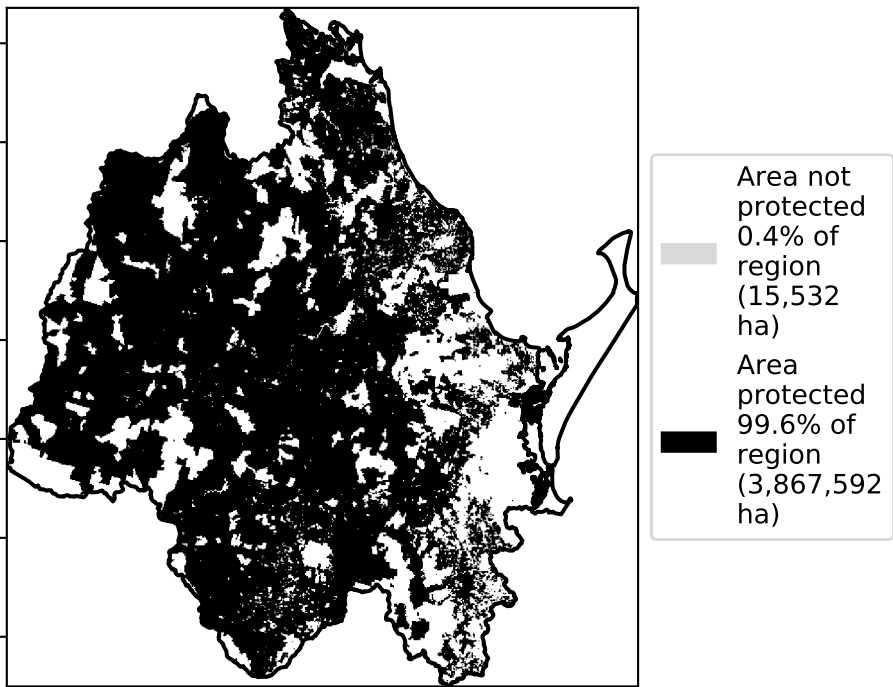 Area not
protected
0.4% of
region
(15,532
ha)
Area
protected
99.6% of
region
(3,867,592
ha)